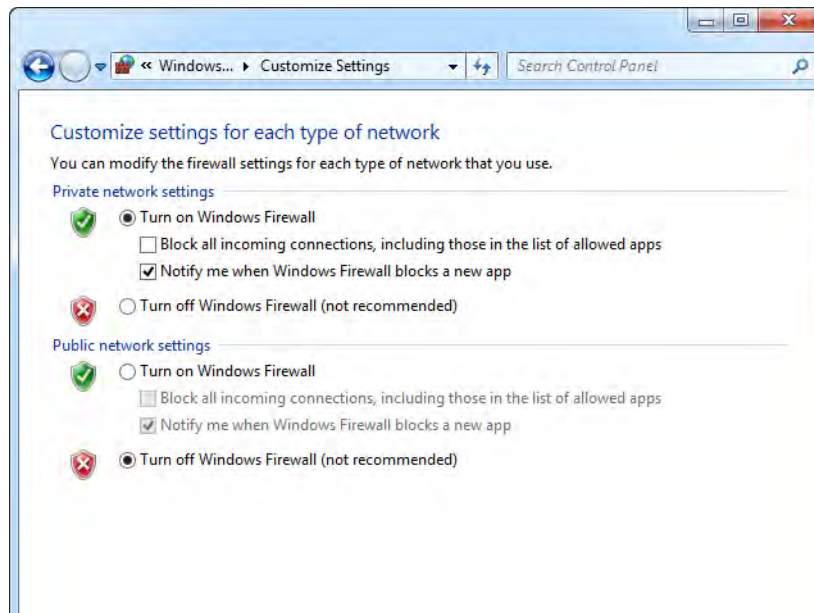 « Windows... ▸ Customize Settings
Search Control Panel
Customize settings for each type of network
You can modify the firewall settings for each type of network that you use.
Private network settings
Turn on Windows Firewall
Block all incoming connections, including those in the list of allowed apps
Notify me when Windows Firewall blocks a new app
Turn off Windows Firewall (not recommended)
Public network settings
Turn on Windows Firewall
Block all incoming connections, including those in the list of allowed apps
Notify me when Windows Firewall blocks a new app
Turn off Windows Firewall (not recommended)